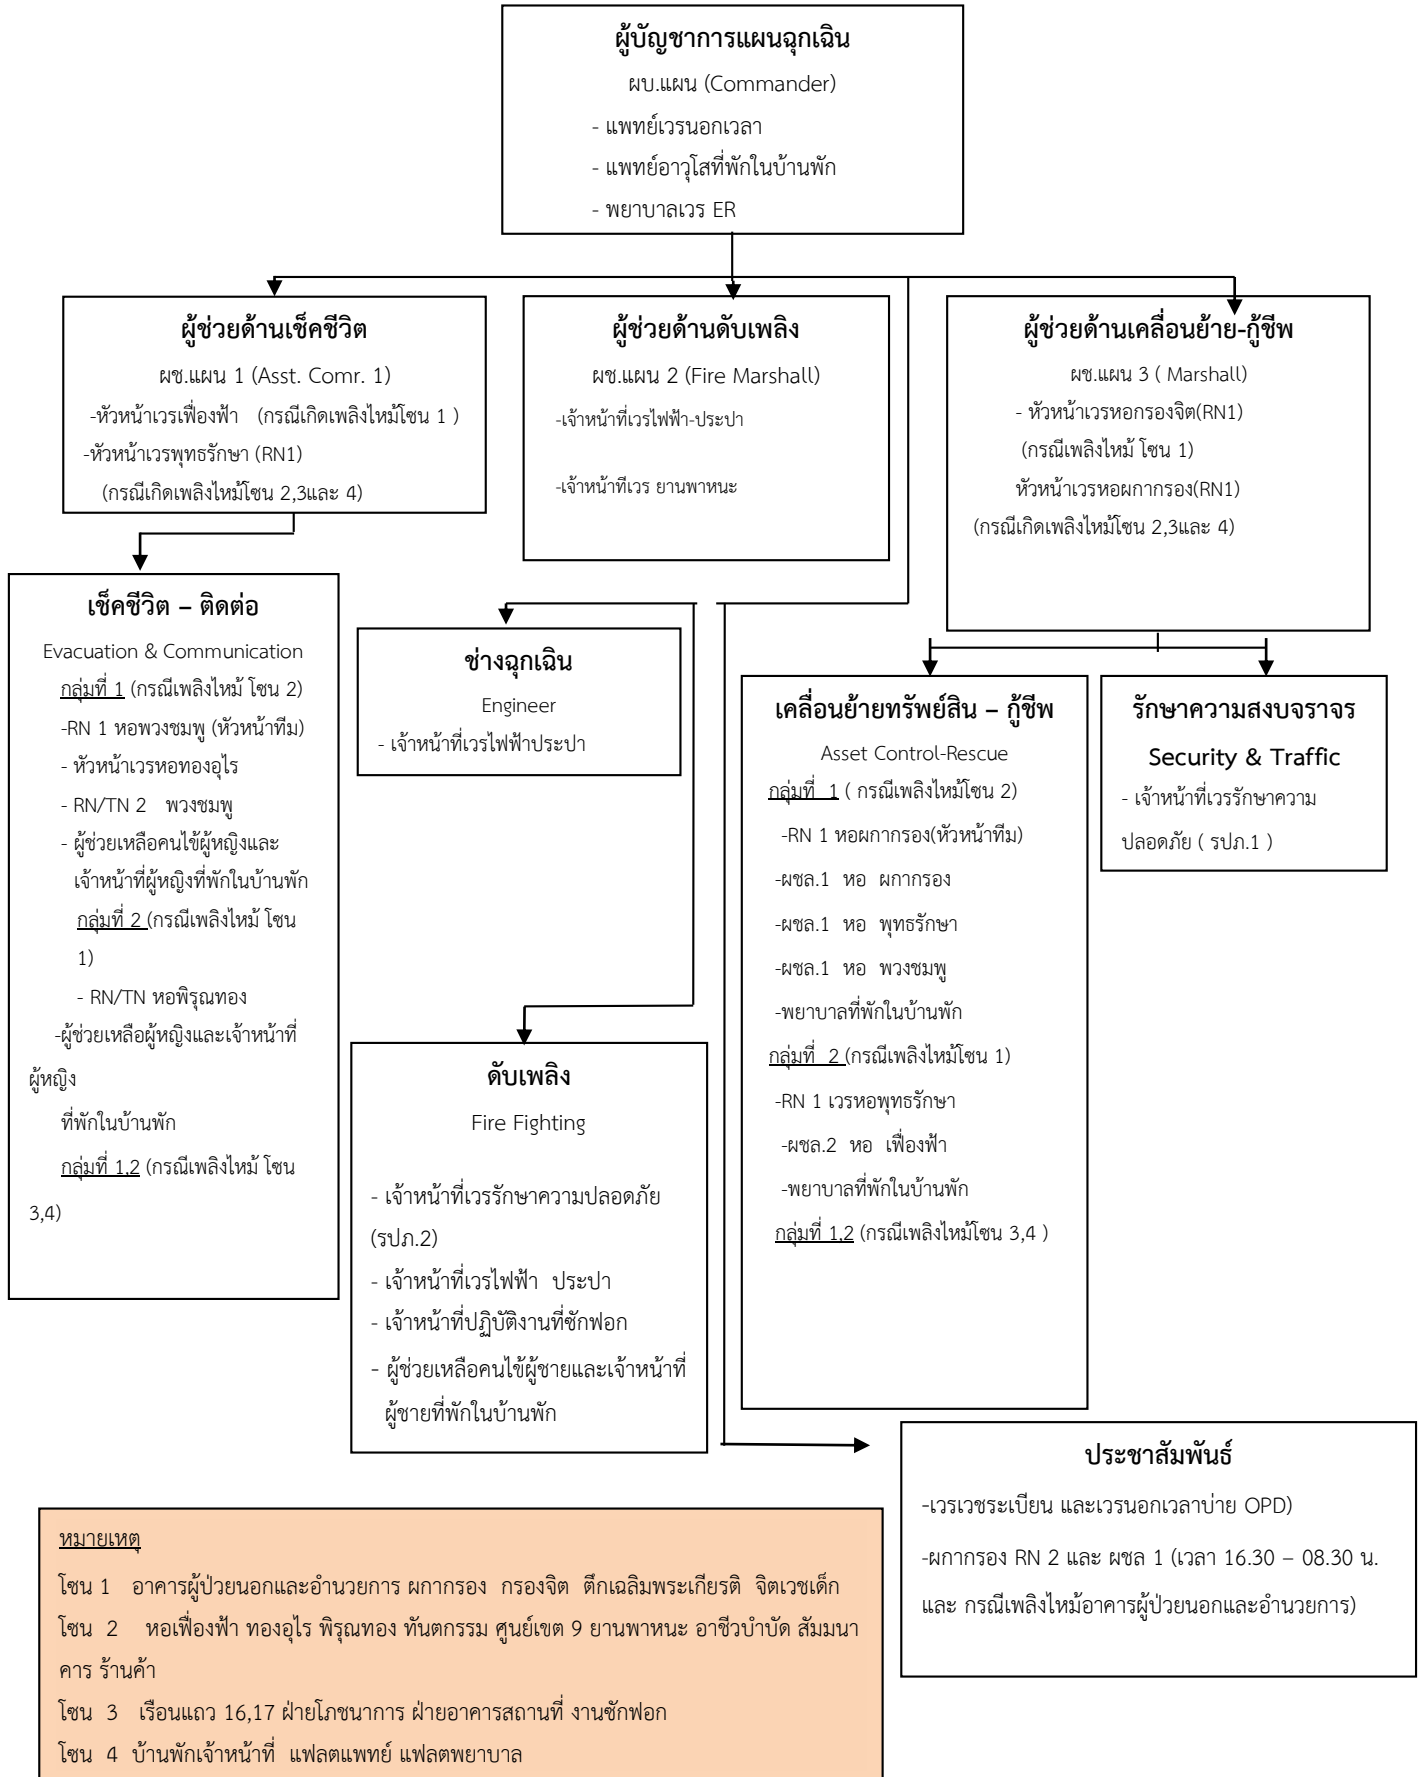 ผู้บัญชาการแผนฉุกเฉิน
ผบ.แผน (Commander)
- แพทย์เวรนอกเวลา
- แพทย์อาวุโสที่พักในบ้านพัก
- พยาบาลเวร ER
ผู้ช่วยด้านเช็คชีวิต
ผช.แผน 1 (Asst. Comr. 1)
-หัวหน้าเวรเฟื่องฟ้า (กรณีเกิดเพลิงไหม้โซน 1 )
-หัวหน้าเวรพุทธรักษา (RN1)
(กรณีเกิดเพลิงไหม้โซน 2,3และ 4)
ผู้ช่วยด้านดับเพลิง
ผช.แผน 2 (Fire Marshall)
-เจ้าหน้าที่เวรไฟฟ้า-ประปา
-เจ้าหน้าทีเวร ยานพาหนะ
ผู้ช่วยด้านเคลื่อนย้าย-กู้ชีพ
ผช.แผน 3 ( Marshall)
- หัวหน้าเวรหอกรองจิต(RN1)
(กรณีเพลิงไหม้ โซน 1)
หัวหน้าเวรหอผกากรอง(RN1)
(กรณีเกิดเพลิงไหม้โซน 2,3และ 4)
เช็คชีวิต – ติดต่อ
Evacuation & Communication
กลุ่มที่ 1 (กรณีเพลิงไหม้ โซน 2)
-RN 1 หอพวงชมพู (หัวหน้าทีม)
- หัวหน้าเวรหอทองอุไร
- RN/TN 2 พวงชมพู
- ผู้ช่วยเหลือคนไข้ผู้หญิงและ
เจ้าหน้าที่ผู้หญิงที่พักในบ้านพัก
กลุ่มที่ 2 (กรณีเพลิงไหม้ โซน
1)
- RN/TN หอพิรุณทอง
-ผู้ช่วยเหลือผู้หญิงและเจ้าหน้าที่
ผู้หญิง
ที่พักในบ้านพัก
กลุ่มที่ 1,2 (กรณีเพลิงไหม้ โซน
3,4)
ช่างฉุกเฉิน
Engineer
- เจ้าหน้าที่เวรไฟฟ้าประปา
เคลื่อนย้ายทรัพย์สิน – กู้ชีพ
Asset Control-Rescue
กลุ่มที่ 1 ( กรณีเพลิงไหม้โซน 2)
-RN 1 หอผกากรอง(หัวหน้าทีม)
-ผชล.1 หอ ผกากรอง
-ผชล.1 หอ พุทธรักษา
-ผชล.1 หอ พวงชมพู
-พยาบาลที่พักในบ้านพัก
กลุ่มที่ 2 (กรณีเพลิงไหม้โซน 1)
-RN 1 เวรหอพุทธรักษา
-ผชล.2 หอ เฟื่องฟ้า
-พยาบาลที่พักในบ้านพัก
กลุ่มที่ 1,2 (กรณีเพลิงไหม้โซน 3,4 )
รักษาความสงบจราจร
Security & Traffic
- เจ้าหน้าที่เวรรักษาความ
ปลอดภัย ( รปภ.1 )
ดับเพลิง
Fire Fighting
- เจ้าหน้าที่เวรรักษาความปลอดภัย
(รปภ.2)
- เจ้าหน้าที่เวรไฟฟ้า ประปา
- เจ้าหน้าที่ปฏิบัติงานที่ซักฟอก
- ผู้ช่วยเหลือคนไข้ผู้ชายและเจ้าหน้าที่
ผู้ชายที่พักในบ้านพัก
ประชาสัมพันธ์
-เวรเวชระเบียน และเวรนอกเวลาบ่าย OPD)
-ผกากรอง RN 2 และ ผชล 1 (เวลา 16.30 – 08.30 น.
และ กรณีเพลิงไหม้อาคารผู้ป่วยนอกและอำนวยการ)
หมายเหตุ
โซน 1 อาคารผู้ป่วยนอกและอำนวยการ ผกากรอง กรองจิต ตึกเฉลิมพระเกียรติ จิตเวชเด็ก
โซน 2 หอเฟื่องฟ้า ทองอุไร พิรุณทอง ทันตกรรม ศูนย์เขต 9 ยานพาหนะ อาชีวบำบัด สัมมนา
คาร ร้านค้า
โซน 3 เรือนแถว 16,17 ฝ่ายโภชนาการ ฝ่ายอาคารสถานที่ งานซักฟอก
โซน 4 บ้านพักเจ้าหน้าที่ แฟลตแพทย์ แฟลตพยาบาล